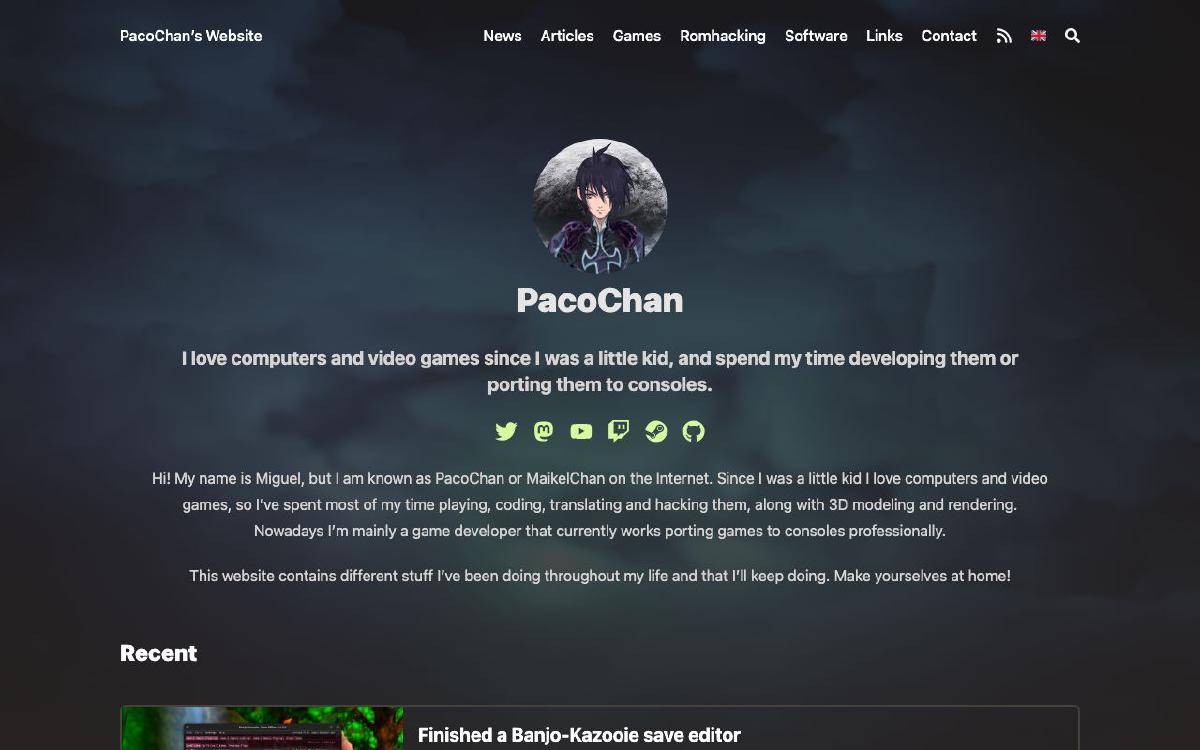 PacoChan's Website
News Articles Games Romhacking Software Links Contact
PacoChan
I love computers and video games since I was a little kid, and spend my time developing them or
porting them to consoles.
Hi! My name is Miguel, but I am known as PacoChan or MaikelChan on the Internet. Since I was a little kid I love computers and video
games, so I've spent most of my time playing, coding, translating and hacking them, along with 3D modeling and rendering.
Nowadays I'm mainly a game developer that currently works porting games to consoles professionally.
This website contains different stuff I've been doing throughout my life and that I'll keep doing. Make yourselves at home!
Recent
Finished a Banjo-Kazooie save editor